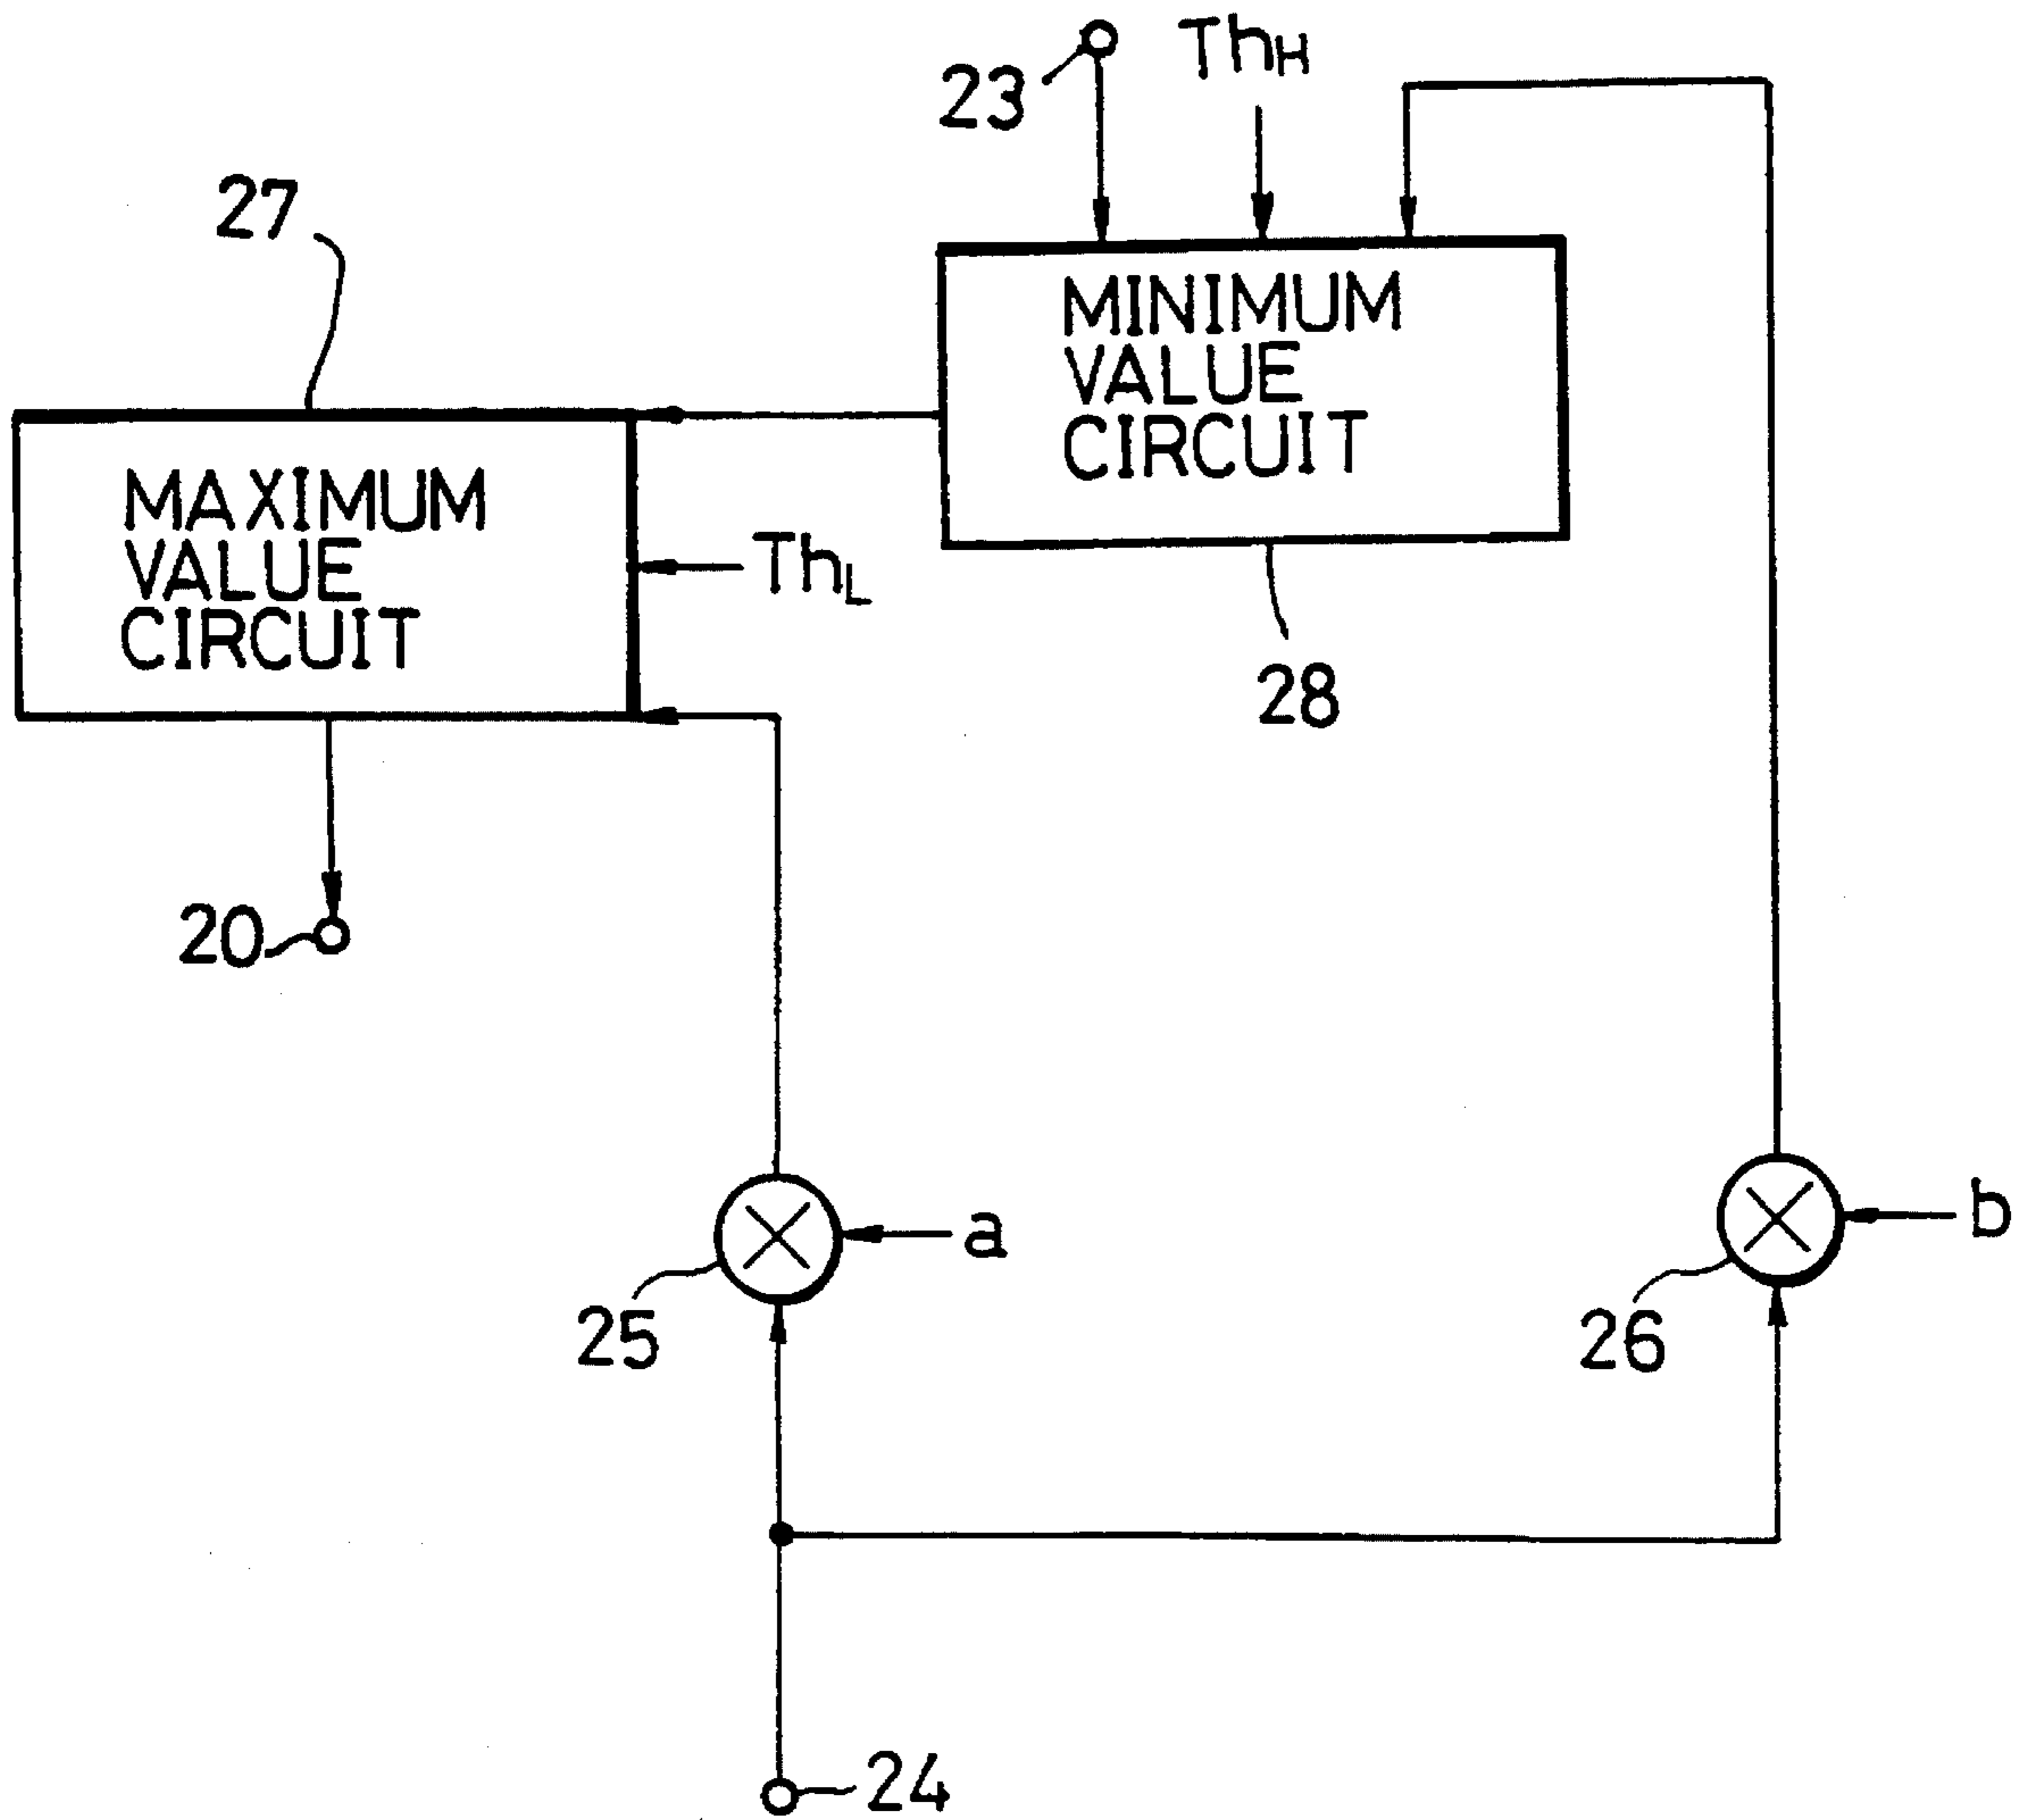 23
ThH
27
MINIMUM
VALUE
CIRCUIT
MAXIMUM
VALUE
CIRCUIT
ThL
28
20
a
b
25
26
24